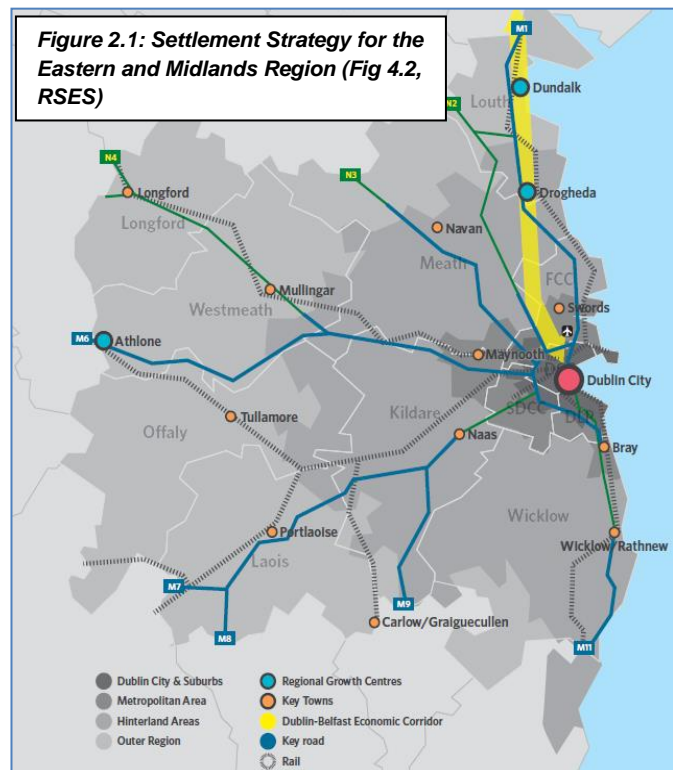 Figure 2.1: Settlement Strategy for the
Eastern and Midlands Region (Fig 4.2,
RSES)
M1
Dundalk
Louth
N2
N4
Longford
N3
Drogheda
Longford
Navan
Meath
Mullingar
FCC
Westmeath
Swords
M6
Athlone
Maynooth
Dublin City
Kildare
SDCC
DLR
Tullamore
Offaly
Naas
Bray
Wicklow
Portlaoise
Wicklow/Rathnew
Laois
M7
M9
M8
Carlow/Graiguecullen
M11
Dublin City & Suburbs
Regional Growth Centres
Metropolitan Area
Key Towns
Hinterland Areas
Dublin-Belfast Economic Corridor
Outer Region
Key road
Rail